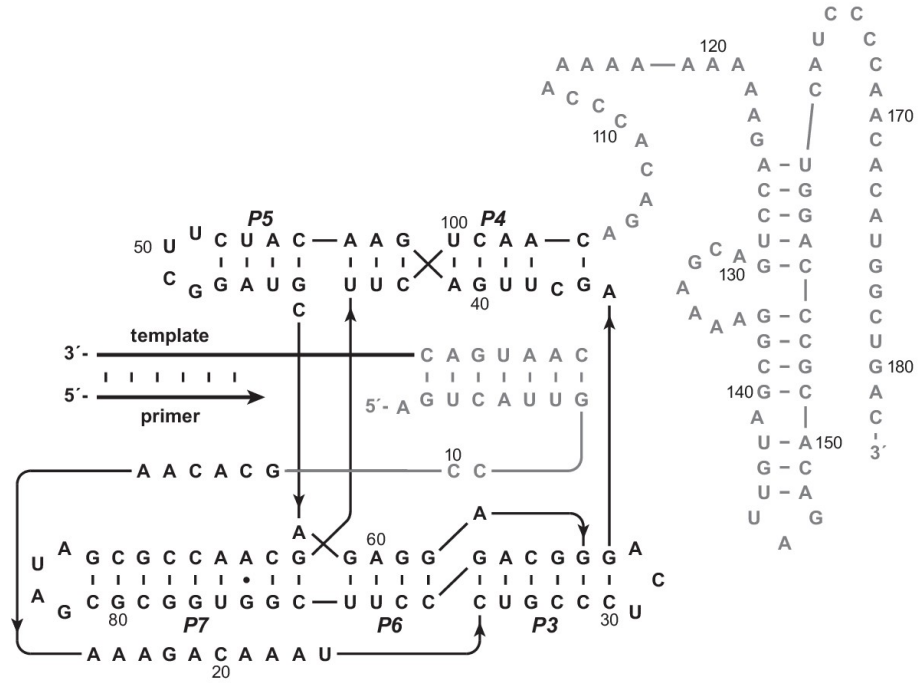 C C
U C
120
A A A A — A A A A C
A C C C A C A
A A 170
110 A G C
C A U A
A C G C
G C G A
P5 P4
50 U U C U A C — A A G 100 U C A A — C A
C G G A U G U U C A G U U C G A
40
C
U A U
G A C A G 130 G C G
A
A A A G C G
G C C
template
3´- C A G U A A C
C G U
5´- primer
5´- A G U C A U U G
140 G C G 180
A A
U A 150 C
G C 3´
U A
U G
A
A A C A C G 10 C C
A A
U A G C G C C A A C G 60 G A G G G A C G G G A
C
A G C G C G G U G G C — U U C C C U G C C C U
80 P7 P6 P3 30
A A A G A C A A A U
20